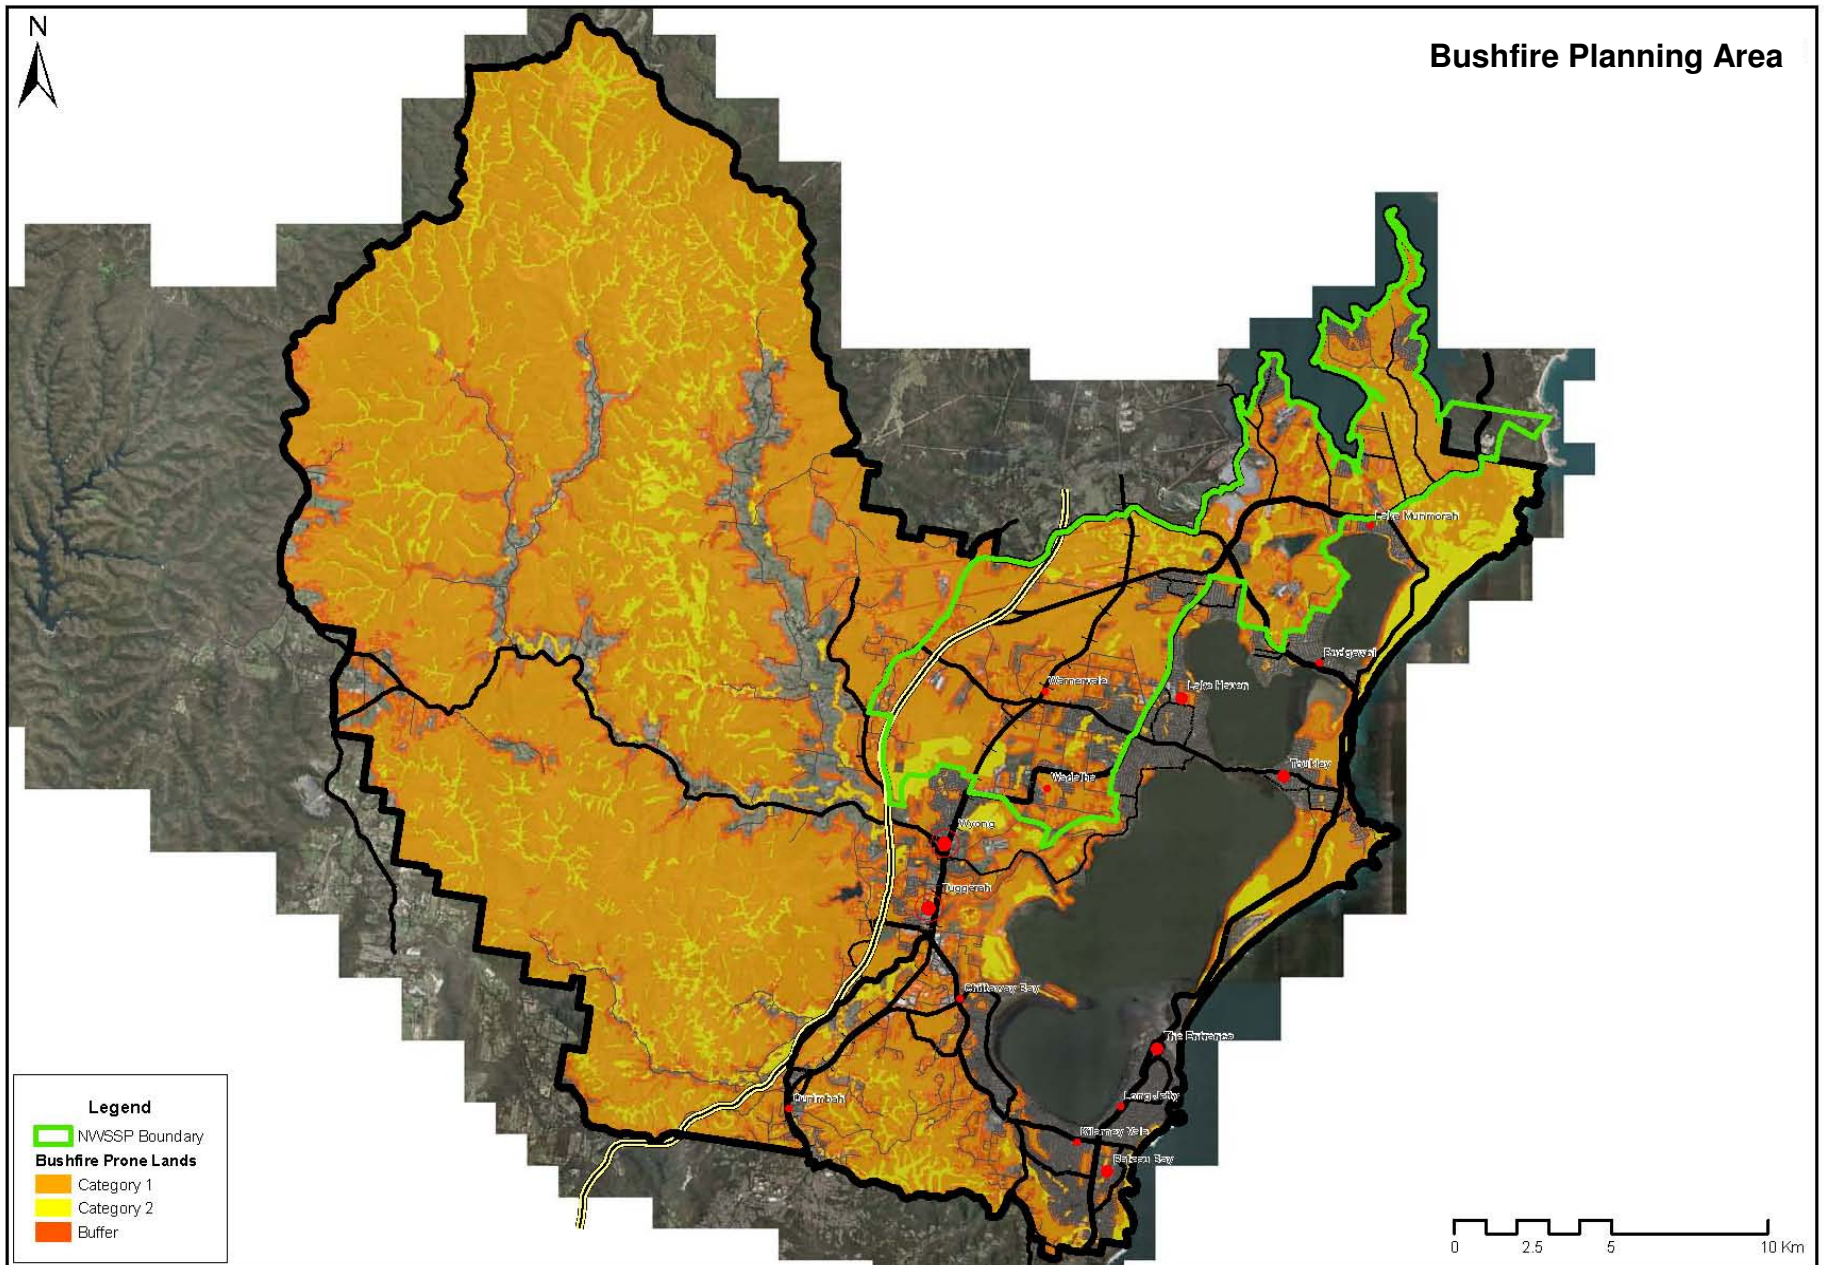 N
Bushfire Planning Area
Lake Munmorah
Budgewoi
Warnervale
Lake Haven
Toukley
Wadalba
Wyong
Tuggerah
Chittaway Bay
The Entrance
Long Jetty
Ourimbah
Killarney Vale
Bateau Bay
Legend
NWSSP Boundary
Bushfire Prone Lands
Category 1
Category 2
Buffer
0 2.5 5 10 Km